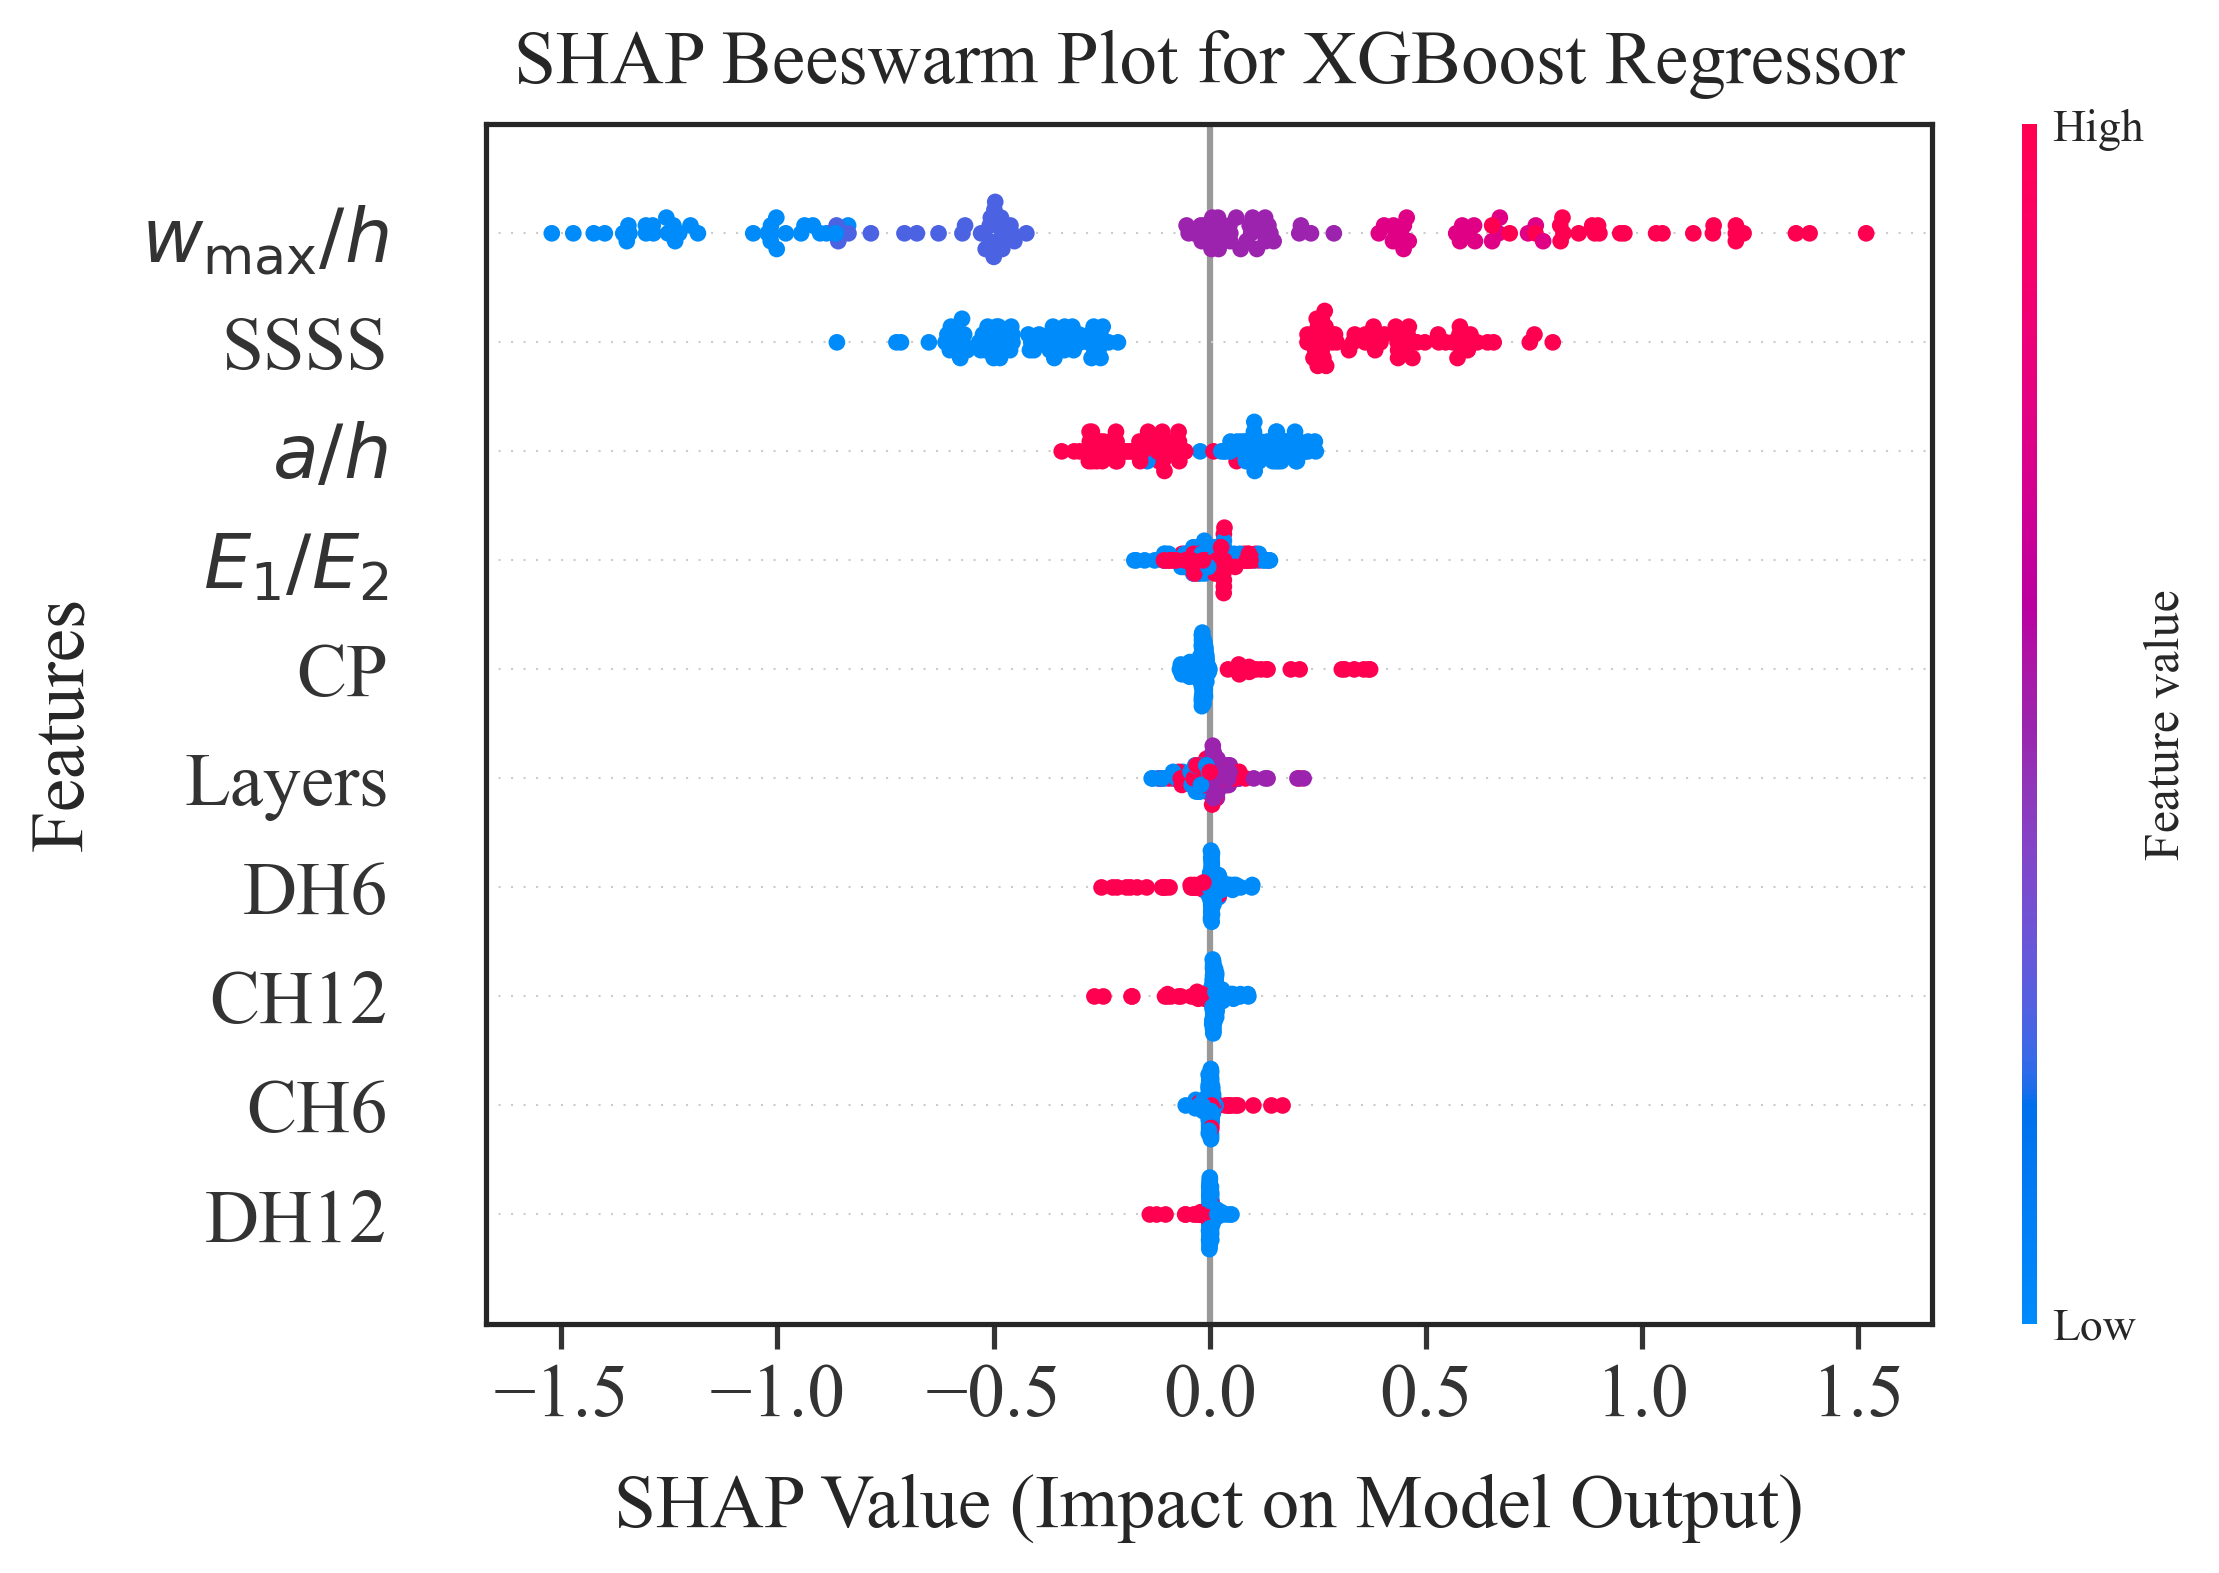 SHAP Beeswarm Plot for XGBoost Regressor
High
w_max/h
SSSS
a/h
E_1/E_2
CP
Layers
DH6
CH12
CH6
DH12
Features
Feature value
Low
−1.5 −1.0 −0.5 0.0 0.5 1.0 1.5
SHAP Value (Impact on Model Output)